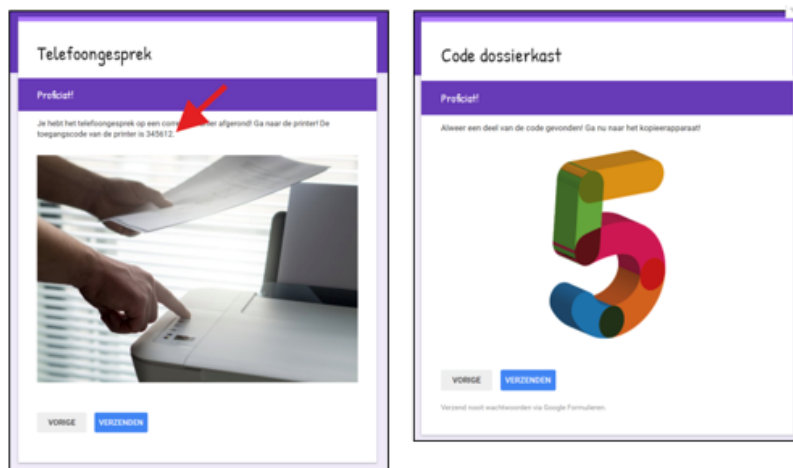 Telefoongesprek
Proficiat!
Je hebt het telefoongesprek op een afgerond! Ga naar de printer! De
toegangscode van de printer is 345612.
VORIGE
VERZENDEN
Code dossierkast
Proficiat!
Alweer een deel van de code gevonden! Ga nu naar het kopieerapparaat!
5
VORIGE
VERZENDEN
Verzend nooit wachtwoorden via Google Formulieren.